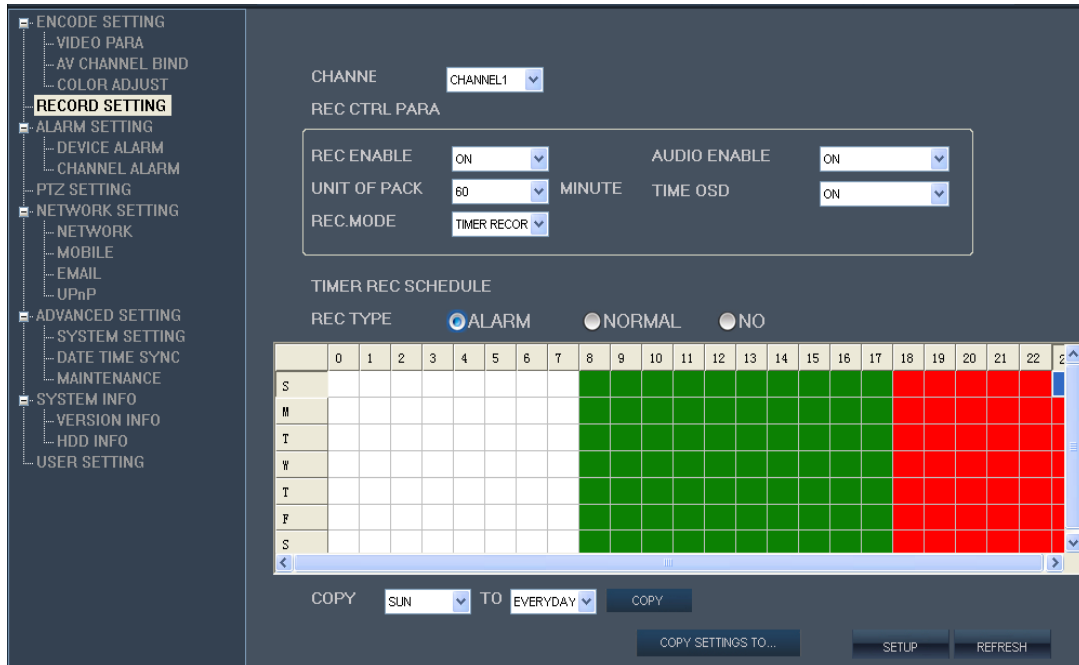 ENCODE SETTING
VIDEO PARA
AV CHANNEL BIND
COLOR ADJUST
RECORD SETTING
ALARM SETTING
DEVICE ALARM
CHANNEL ALARM
PTZ SETTING
NETWORK SETTING
NETWORK
MOBILE
EMAIL
UPnP
ADVANCED SETTING
SYSTEM SETTING
DATE TIME SYNC
MAINTENANCE
SYSTEM INFO
VERSION INFO
HDD INFO
USER SETTING
CHANNE CHANNEL1
REC CTRL PARA
REC ENABLE ON AUDIO ENABLE ON
UNIT OF PACK 60 MINUTE TIME OSD ON
REC.MODE TIMER RECOR
TIMER REC SCHEDULE
REC TYPE ALARM NORMAL NO
0 1 2 3 4 5 6 7 8 9 10 11 12 13 14 15 16 17 18 19 20 21 22 2
S
M
T
W
T
F
S
COPY SUN TO EVERYDAY COPY
COPY SETTINGS TO... SETUP REFRESH